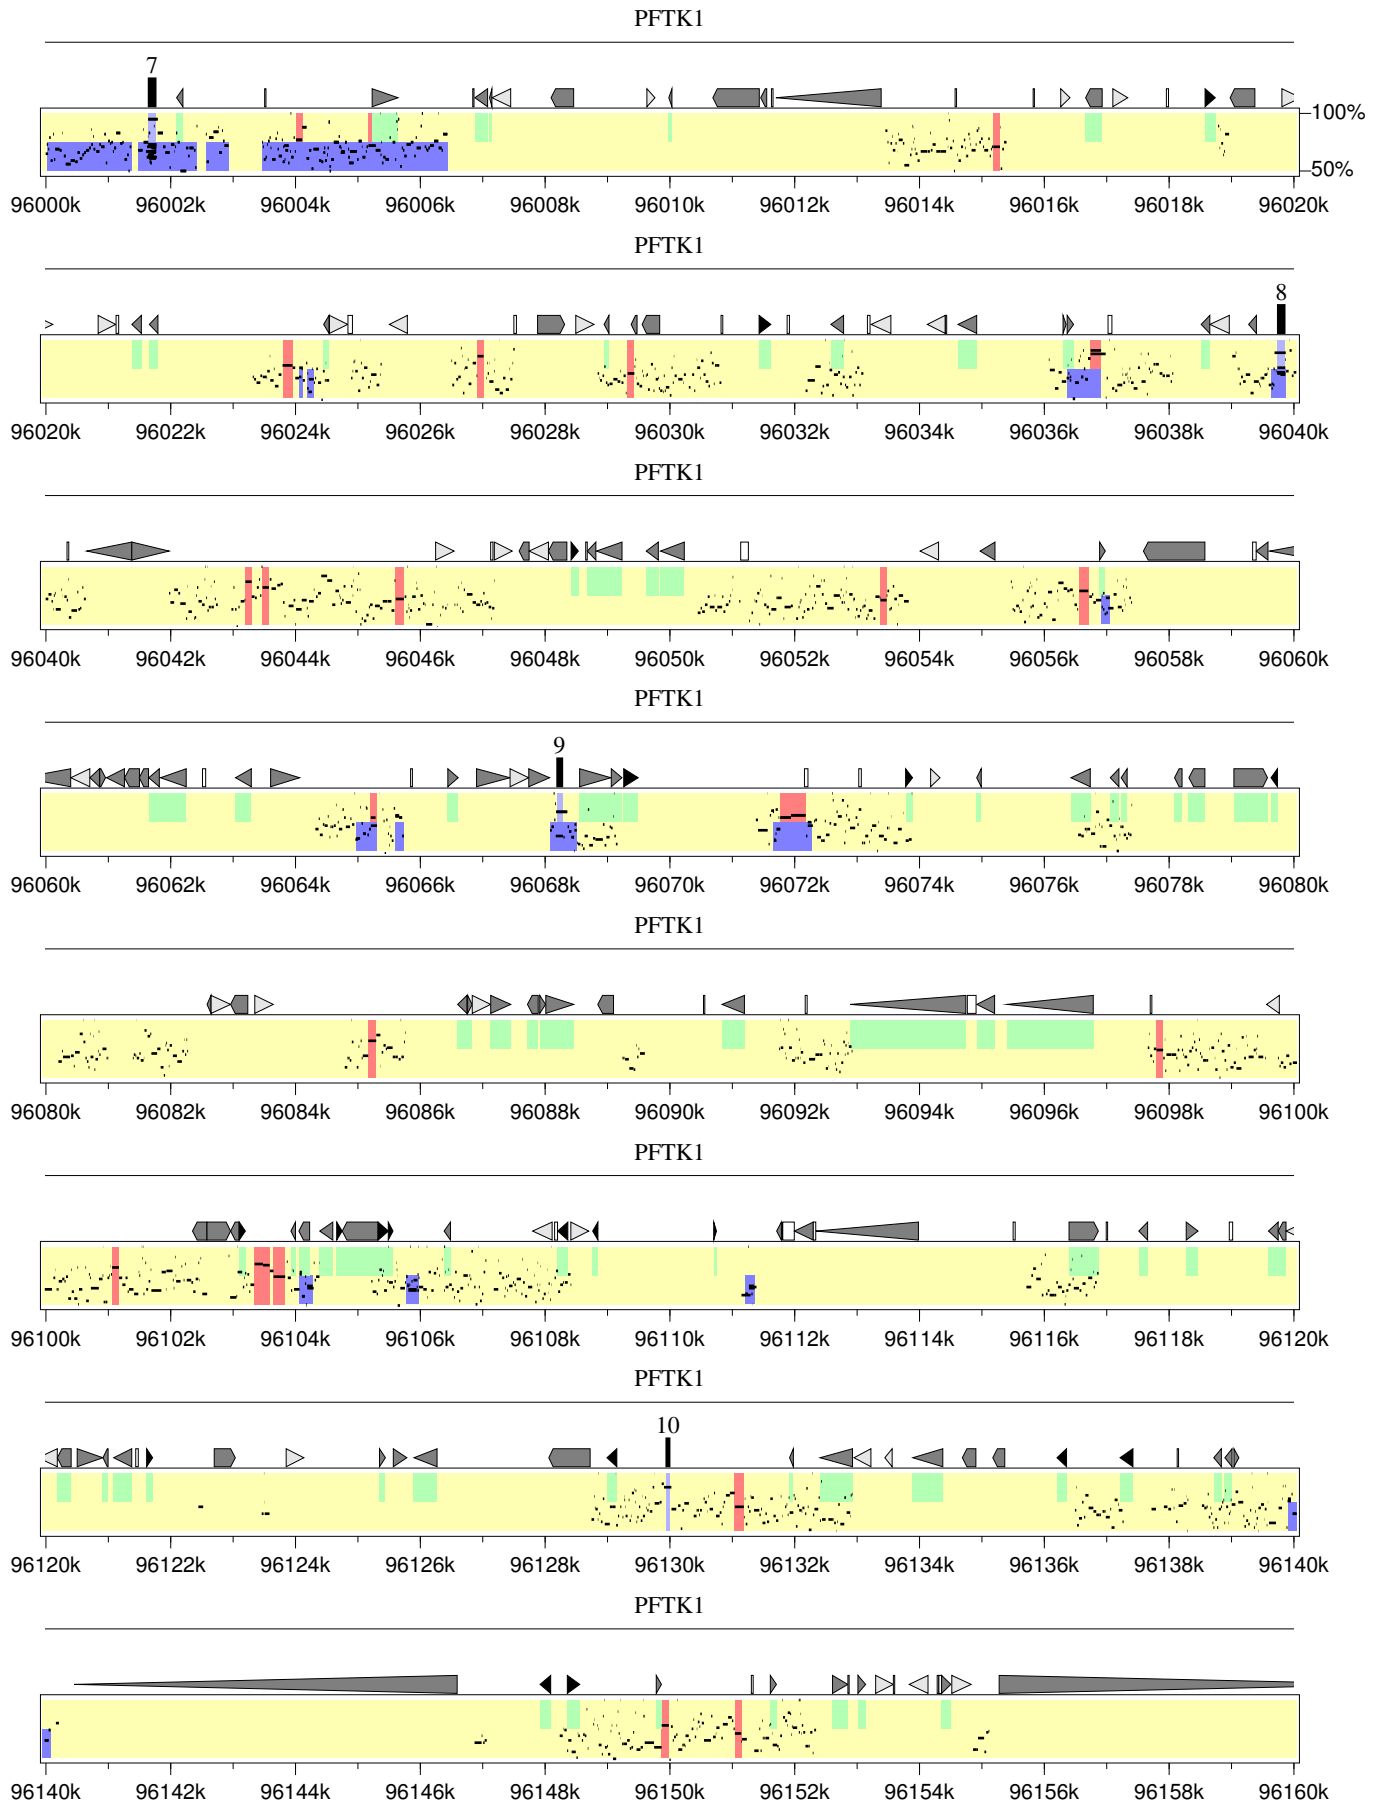 PFTK1
7
100%
50%
96000k 96002k 96004k 96006k 96008k 96010k 96012k 96014k 96016k 96018k 96020k
PFTK1
8
96020k 96022k 96024k 96026k 96028k 96030k 96032k 96034k 96036k 96038k 96040k
PFTK1
96040k 96042k 96044k 96046k 96048k 96050k 96052k 96054k 96056k 96058k 96060k
PFTK1
9
96060k 96062k 96064k 96066k 96068k 96070k 96072k 96074k 96076k 96078k 96080k
PFTK1
96080k 96082k 96084k 96086k 96088k 96090k 96092k 96094k 96096k 96098k 96100k
PFTK1
96100k 96102k 96104k 96106k 96108k 96110k 96112k 96114k 96116k 96118k 96120k
PFTK1
10
96120k 96122k 96124k 96126k 96128k 96130k 96132k 96134k 96136k 96138k 96140k
PFTK1
96140k 96142k 96144k 96146k 96148k 96150k 96152k 96154k 96156k 96158k 96160k